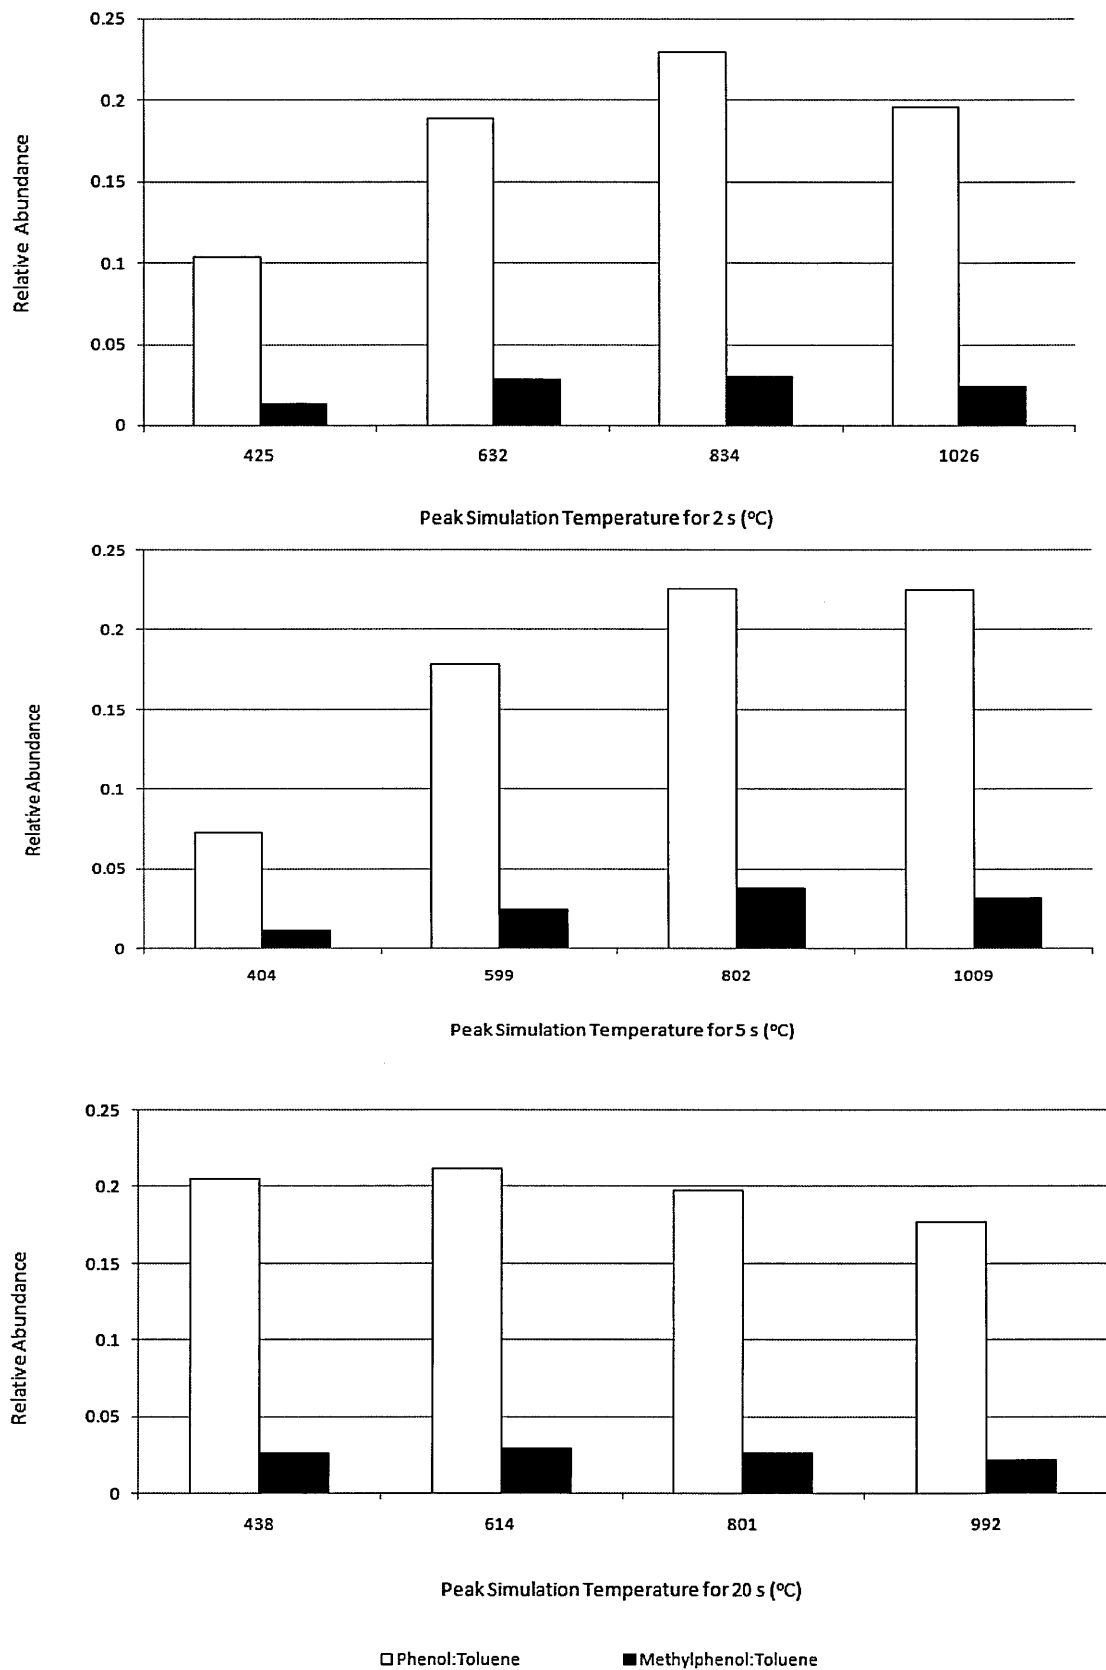 0.25
0.2
0.15
0.1
0.05
0
Relative Abundance
425 632 834 1026
Peak Simulation Temperature for 2 s (ºC)
0.25
0.2
0.15
0.1
0.05
0
Relative Abundance
404 599 802 1009
Peak Simulation Temperature for 5 s (ºC)
0.25
0.2
0.15
0.1
0.05
0
Relative Abundance
438 614 801 992
Peak Simulation Temperature for 20 s (ºC)
Phenol:Toluene Methylphenol:Toluene